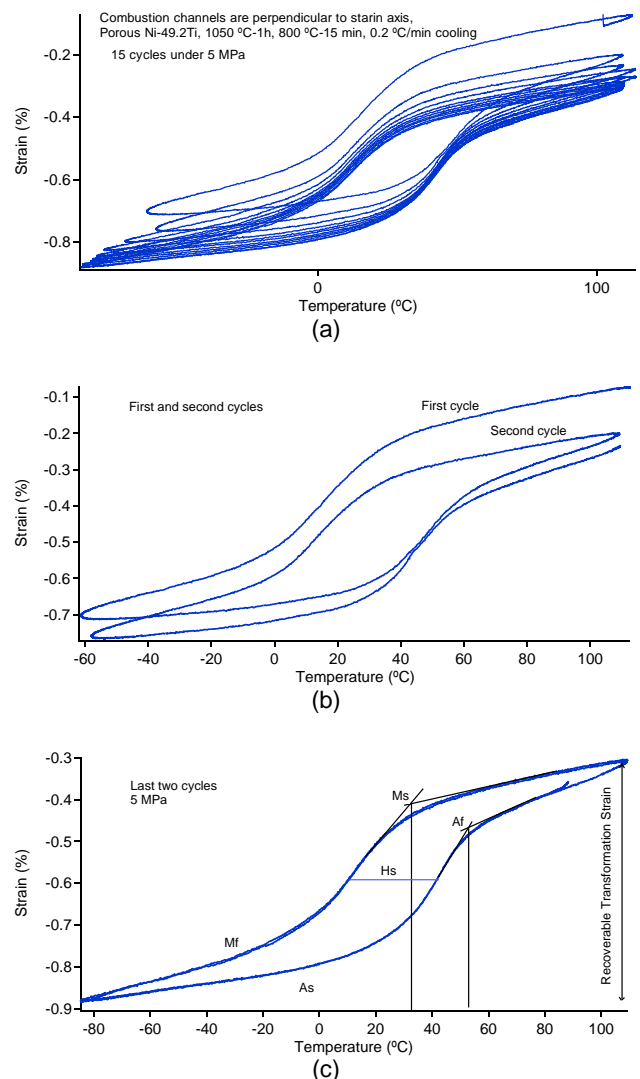 Combustion channels are perpendicular to starin axis,
Porous Ni-49.2Ti, 1050 ºC-1h, 800 ºC-15 min, 0.2 ºC/min cooling
15 cycles under 5 MPa
-0.2
-0.4
-0.6
-0.8
Strain (%)
0
100
Temperature (ºC)
(a)
-0.1
-0.2
-0.3
-0.4
-0.5
-0.6
-0.7
Strain (%)
First and second cycles
First cycle
Second cycle
-60
-40
-20
0
20
40
60
80
100
Temperature (ºC)
(b)
-0.3
-0.4
-0.5
-0.6
-0.7
-0.8
-0.9
Strain (%)
Last two cycles
5 MPa
Ms
Af
Hs
Mf
As
Recoverable Transformation Strain
-80
-60
-40
-20
0
20
40
60
80
100
Temperature (ºC)
(c)